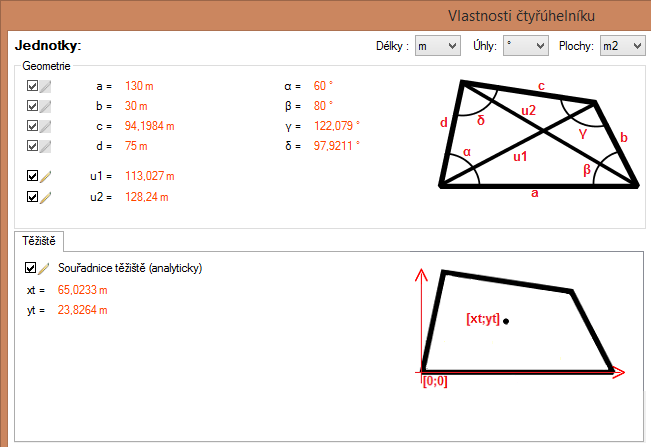 Vlastnosti čtyřúhelníku
Jednotky: Délky : m Úhly: ° Plochy: m2
Geometrie
a = 130 m α = 60 °
b = 30 m β = 80 °
c = 94,1984 m γ = 122,079 °
d = 75 m δ = 97,9211 °
u1 = 113,027 m
u2 = 128,24 m
c
d δ u2 γ b
α u1 β
a
Těžiště
Souřadnice těžiště (analyticky)
xt = 65,0233 m
yt = 23,8264 m
[xt;yt]
[0;0]